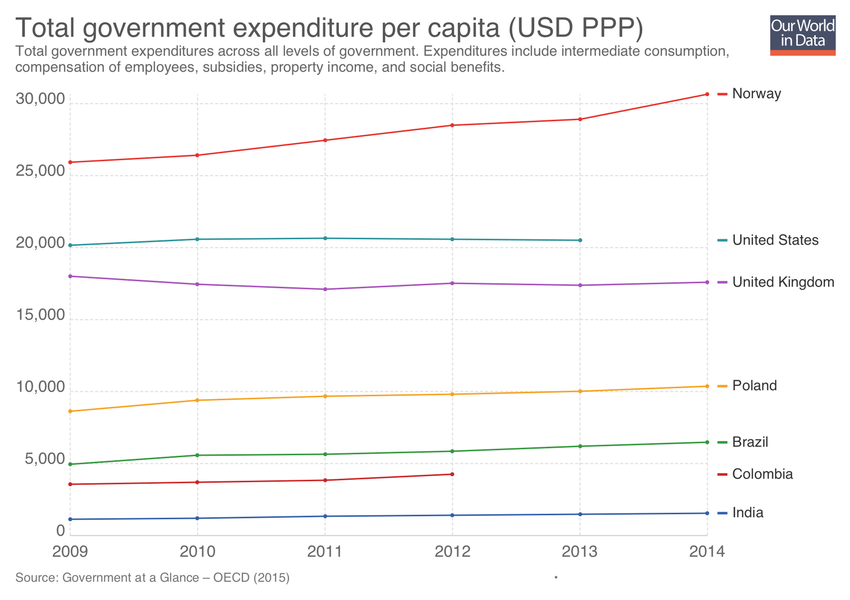 Total government expenditure per capita (USD PPP)
Our World
in Data
Total government expenditures across all levels of government. Expenditures include intermediate consumption,
compensation of employees, subsidies, property income, and social benefits.
30,000
25,000
20,000
15,000
10,000
5,000
0
Norway
United States
United Kingdom
Poland
Brazil
Colombia
India
2009 2010 2011 2012 2013 2014
Source: Government at a Glance – OECD (2015)